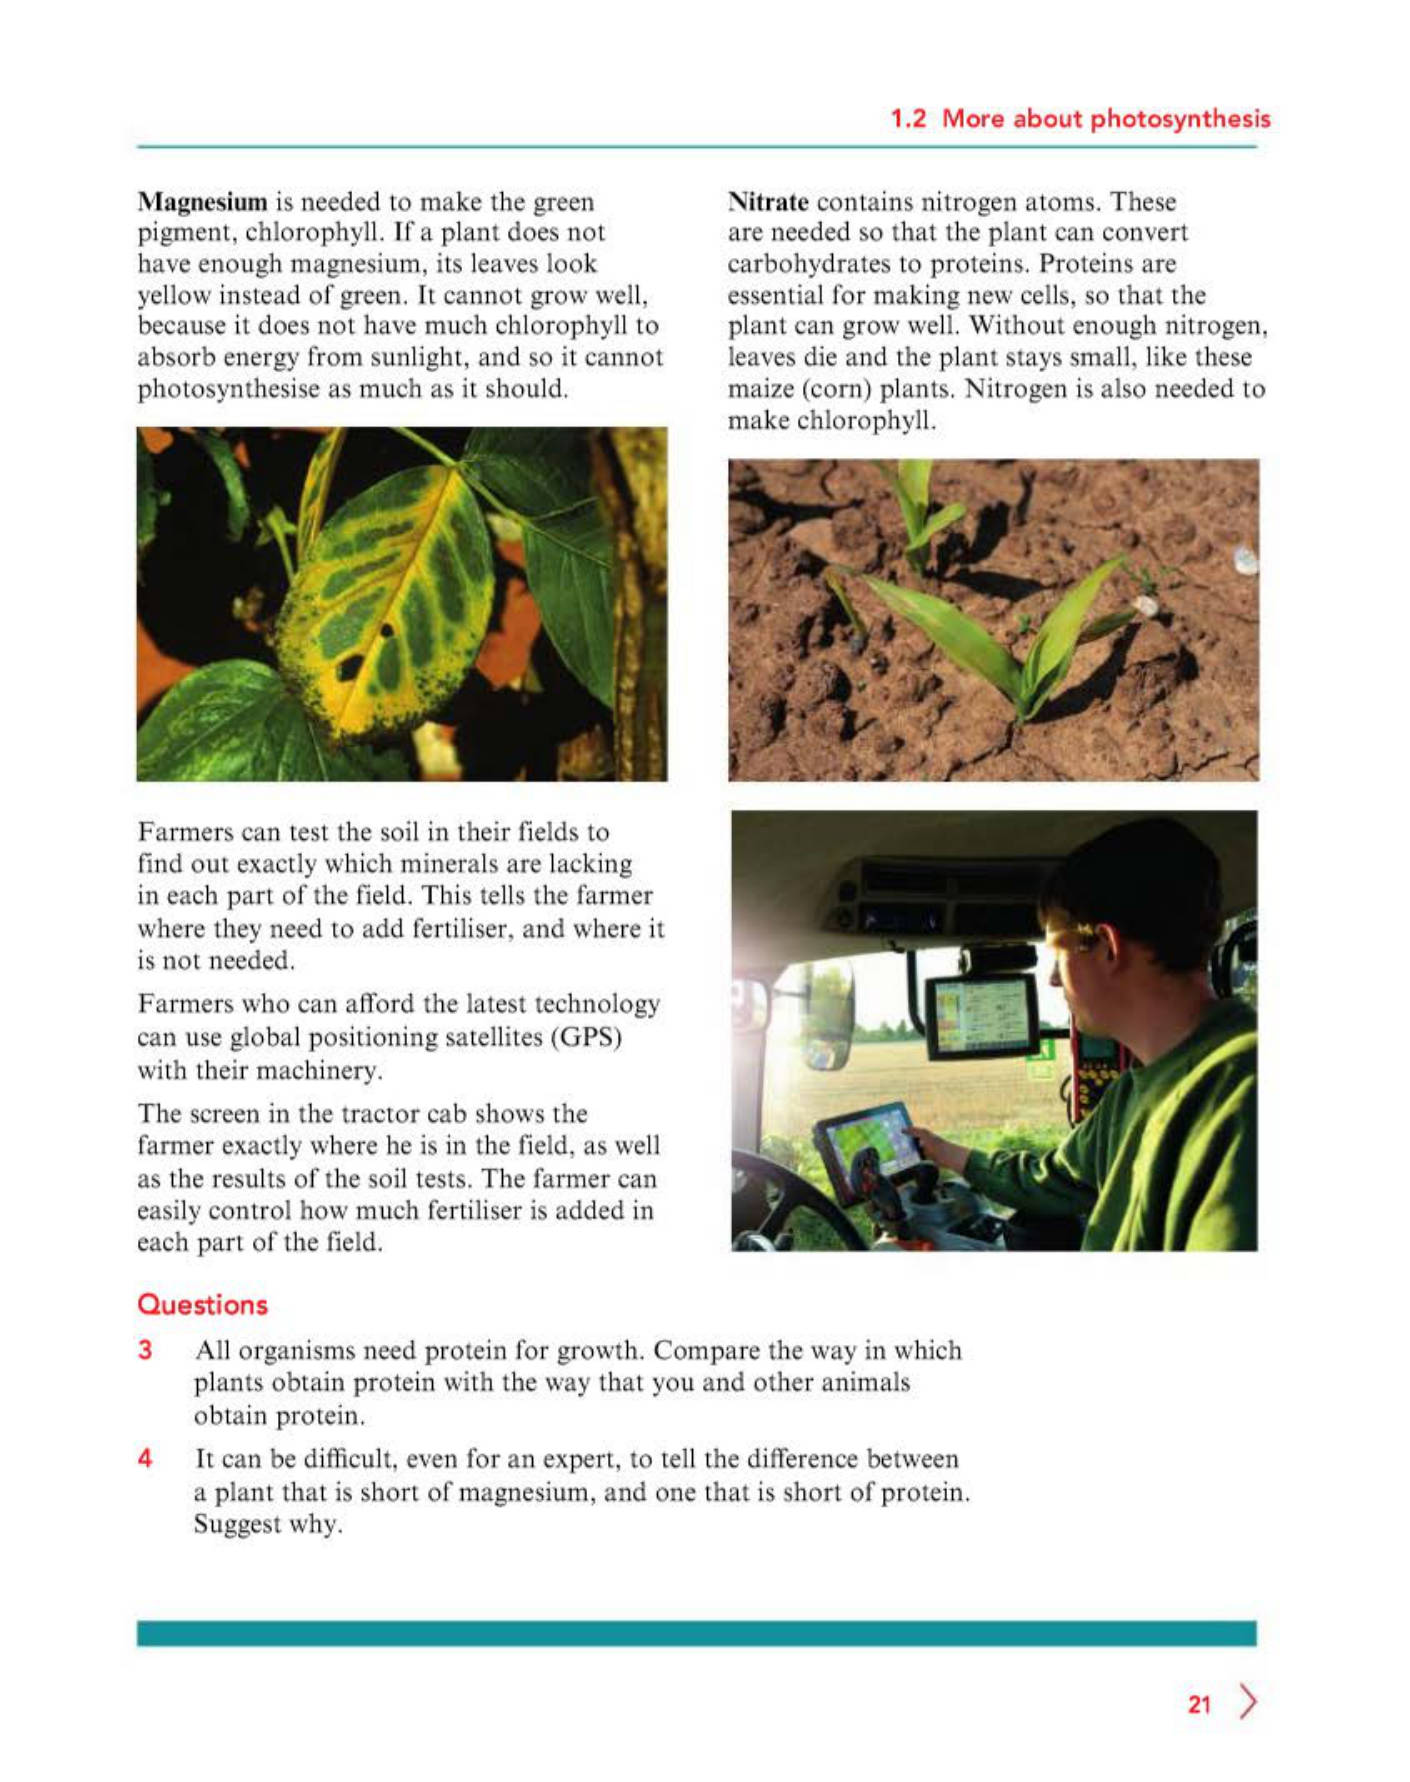 1.2 More about photosynthesis
Magnesium is needed to make the green
pigment, chlorophyll. If a plant does not
have enough magnesium, its leaves look
yellow instead of green. It cannot grow well,
because it does not have much chlorophyll to
absorb energy from sunlight, and so it cannot
photosynthesise as much as it should.
Nitrate contains nitrogen atoms. These
are needed so that the plant can convert
carbohydrates to proteins. Proteins are
essential for making new cells, so that the
plant can grow well. Without enough nitrogen,
leaves die and the plant stays small, like these
maize (corn) plants. Nitrogen is also needed to
make chlorophyll.
Farmers can test the soil in their fields to
find out exactly which minerals are lacking
in each part of the field. This tells the farmer
where they need to add fertiliser, and where it
is not needed.
Farmers who can afford the latest technology
can use global positioning satellites (GPS)
with their machinery.
The screen in the tractor cab shows the
farmer exactly where he is in the field, as well
as the results of the soil tests. The farmer can
easily control how much fertiliser is added in
each part of the field.
Questions
3 All organisms need protein for growth. Compare the way in which
plants obtain protein with the way that you and other animals
obtain protein.
4 It can be difficult, even for an expert, to tell the difference between
a plant that is short of magnesium, and one that is short of protein.
Suggest why.
21